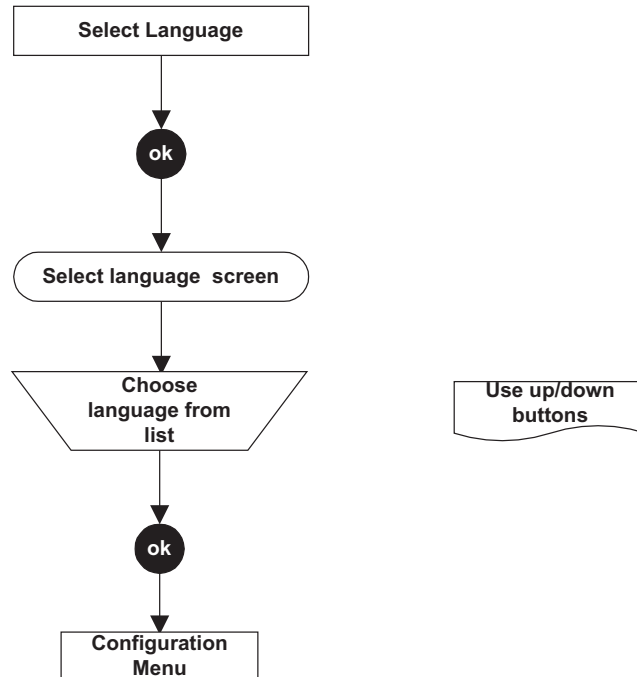 Select Language
ok
Select language screen
Choose
language from
list
Use up/down
buttons
ok
Configuration
Menu